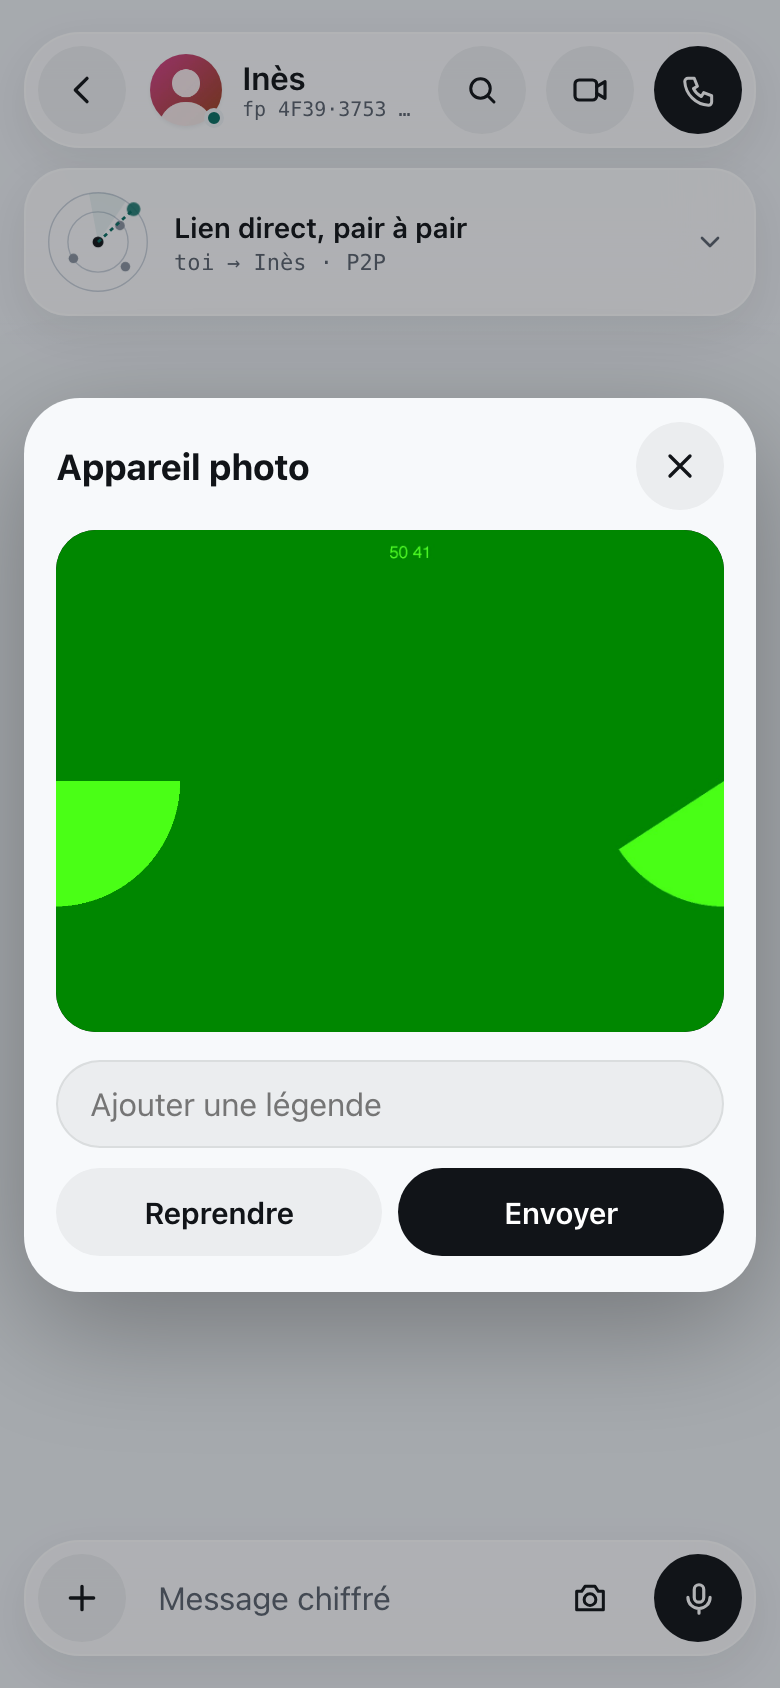 Inès
fp 4F39·3753 …
Lien direct, pair à pair
toi → Inès · P2P
Appareil photo
50 41
Ajouter une légende
Reprendre
Envoyer
Message chiffré